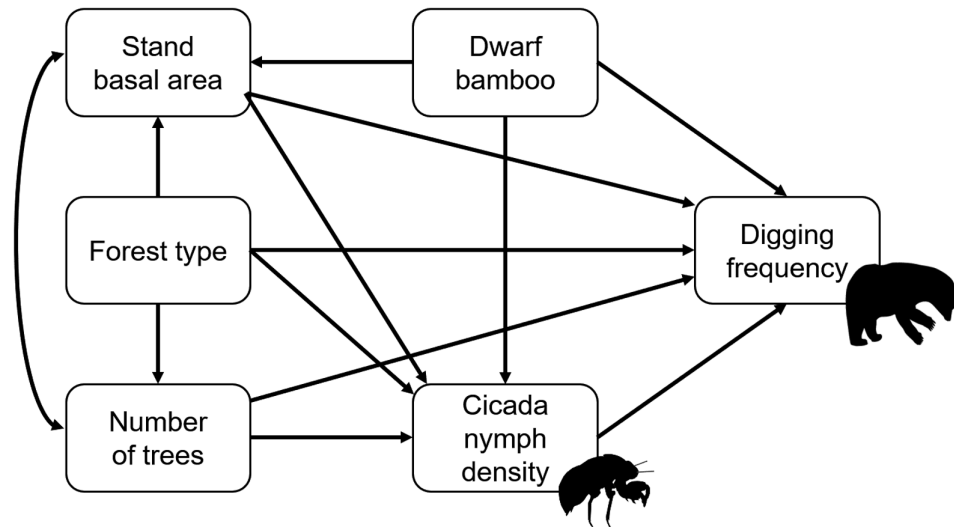 Stand
basal area
Dwarf
bamboo
Forest type
Digging
frequency
Number
of trees
Cicada
nymph
density